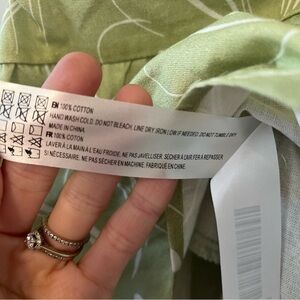 EN 100% COTTON
HAND WASH COLD. DO NOT BLEACH. LINE DRY. IRON LOW IF NEEDED. DO NOT TUMBLE DRY.
MADE IN CHINA
FR 100% COTON
LAVER À LA MAIN À L'EAU FROIDE. NE PAS JAVELLISER. SÉCHER À L'AIR. FER À REPASSER
SI NÉCESSAIRE. NE PAS SÉCHER EN MACHINE. FABRIQUÉ EN CHINE.